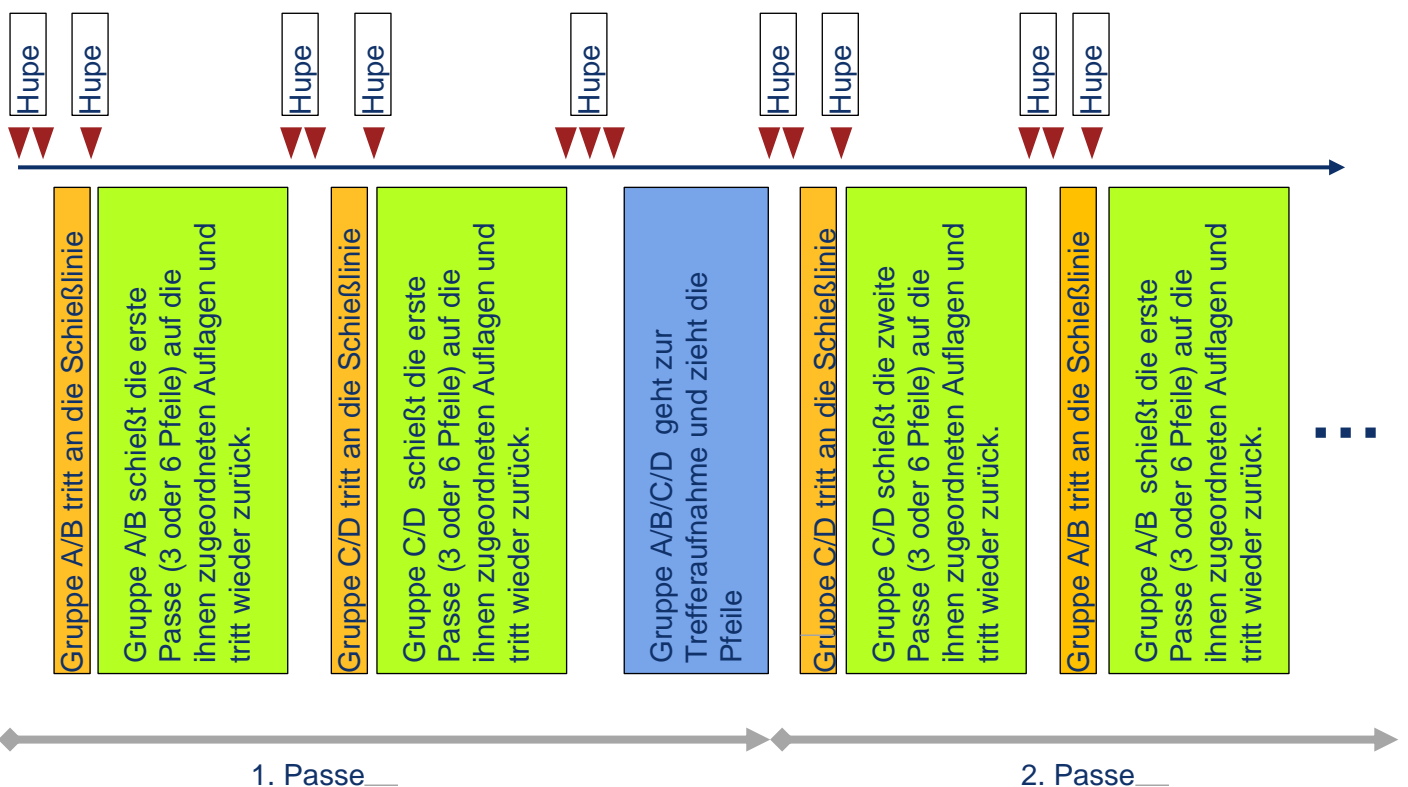 Hupe
Hupe
Hupe
Hupe
Hupe
Hupe
Hupe
Hupe
Hupe
Gruppe A/B tritt an die Schießlinie
Gruppe A/B schießt die erste
Passe (3 oder 6 Pfeile) auf die
ihnen zugeordneten Auflagen und
tritt wieder zurück.
Gruppe C/D tritt an die Schießlinie
Gruppe C/D schießt die erste
Passe (3 oder 6 Pfeile) auf die
ihnen zugeordneten Auflagen und
tritt wieder zurück.
Gruppe A/B/C/D geht zur
Trefferaufnahme und zieht die
Pfeile
Gruppe C/D tritt an die Schießlinie
Gruppe C/D schießt die zweite
Passe (3 oder 6 Pfeile) auf die
ihnen zugeordneten Auflagen und
tritt wieder zurück.
Gruppe A/B tritt an die Schießlinie
Gruppe A/B schießt die erste
Passe (3 oder 6 Pfeile) auf die
ihnen zugeordneten Auflagen und
tritt wieder zurück.
...
1. Passe
2. Passe